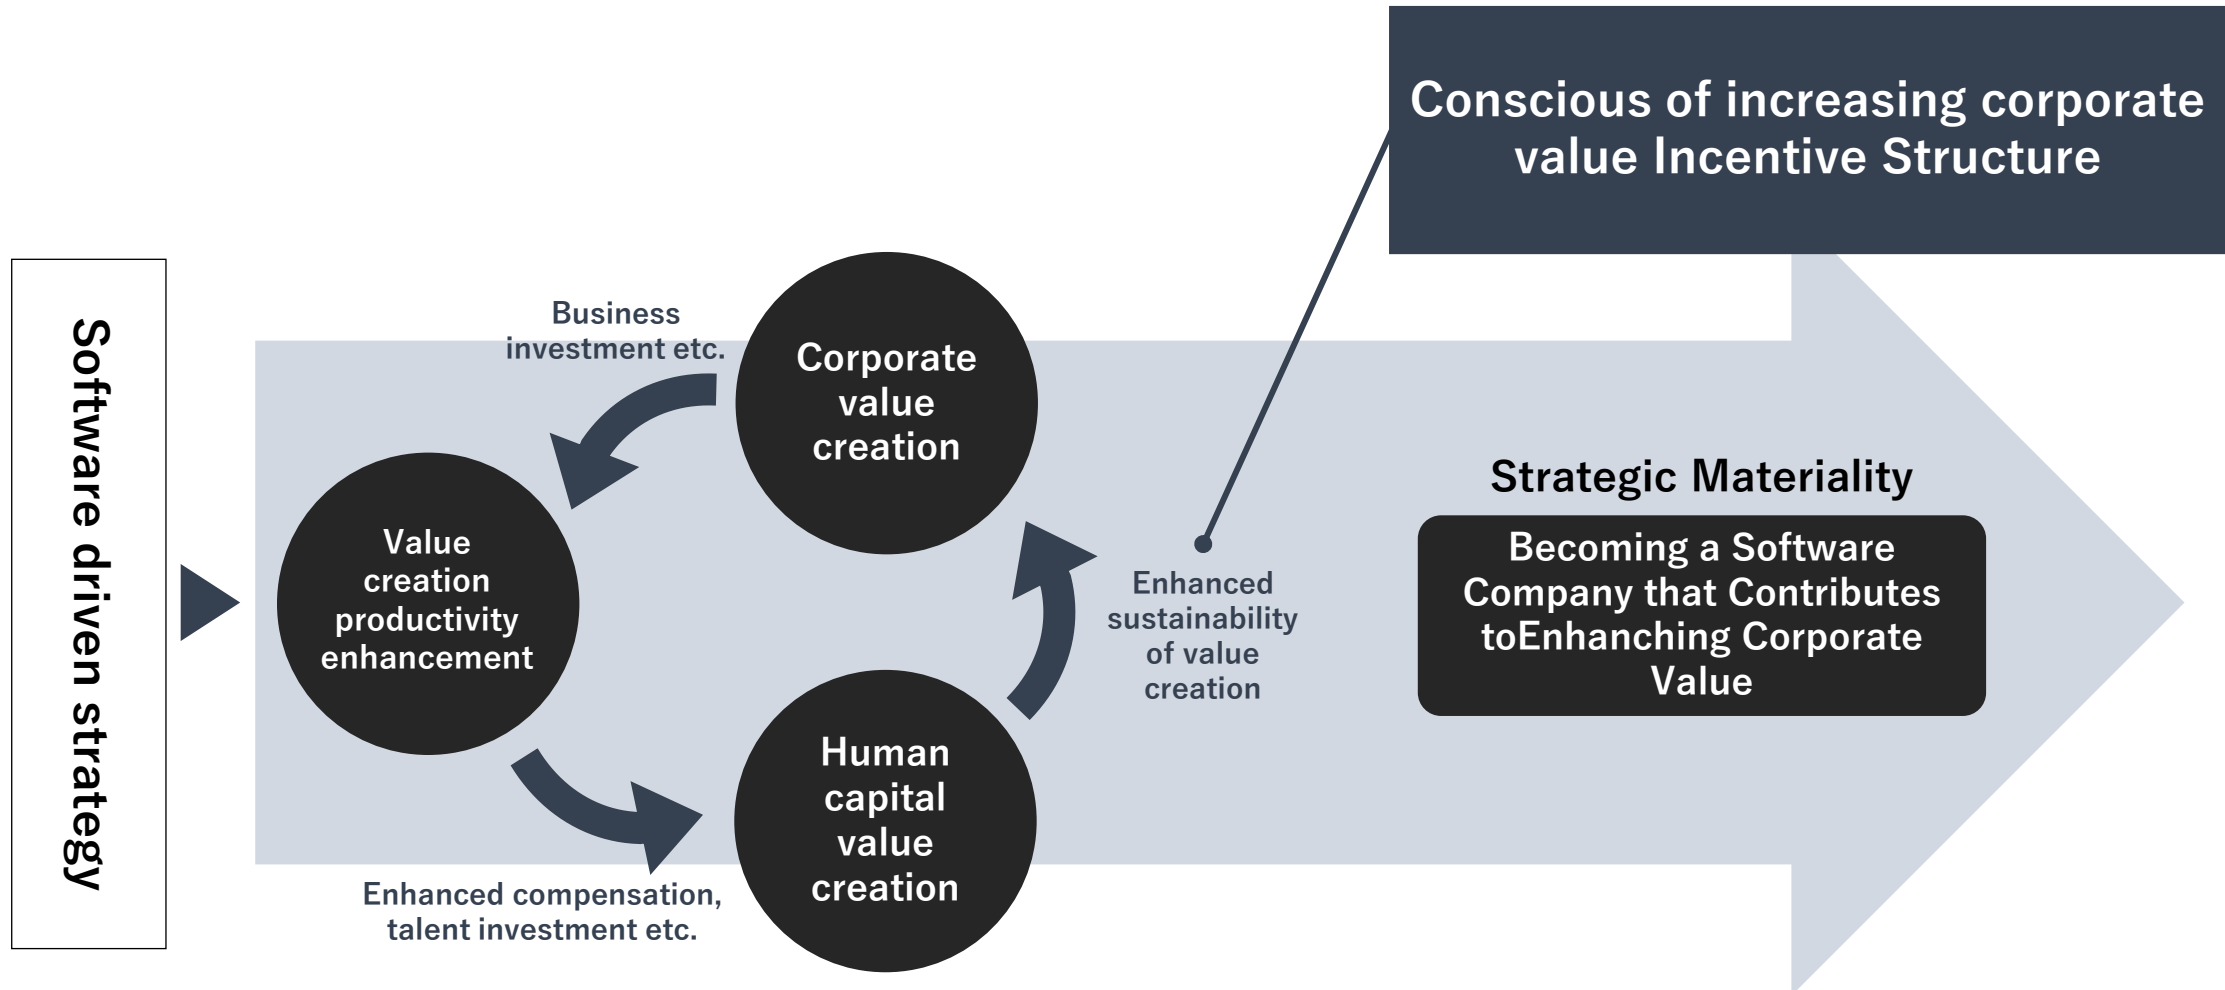 Conscious of increasing corporate
value Incentive Structure
Software driven strategy
Business
investment etc.
Corporate
value
creation
Value
creation
productivity
enhancement
Enhanced
sustainability
of value
creation
Human
capital
value
creation
Enhanced compensation,
talent investment etc.
Strategic Materiality
Becoming a Software
Company that Contributes
toEnhanching Corporate
Value